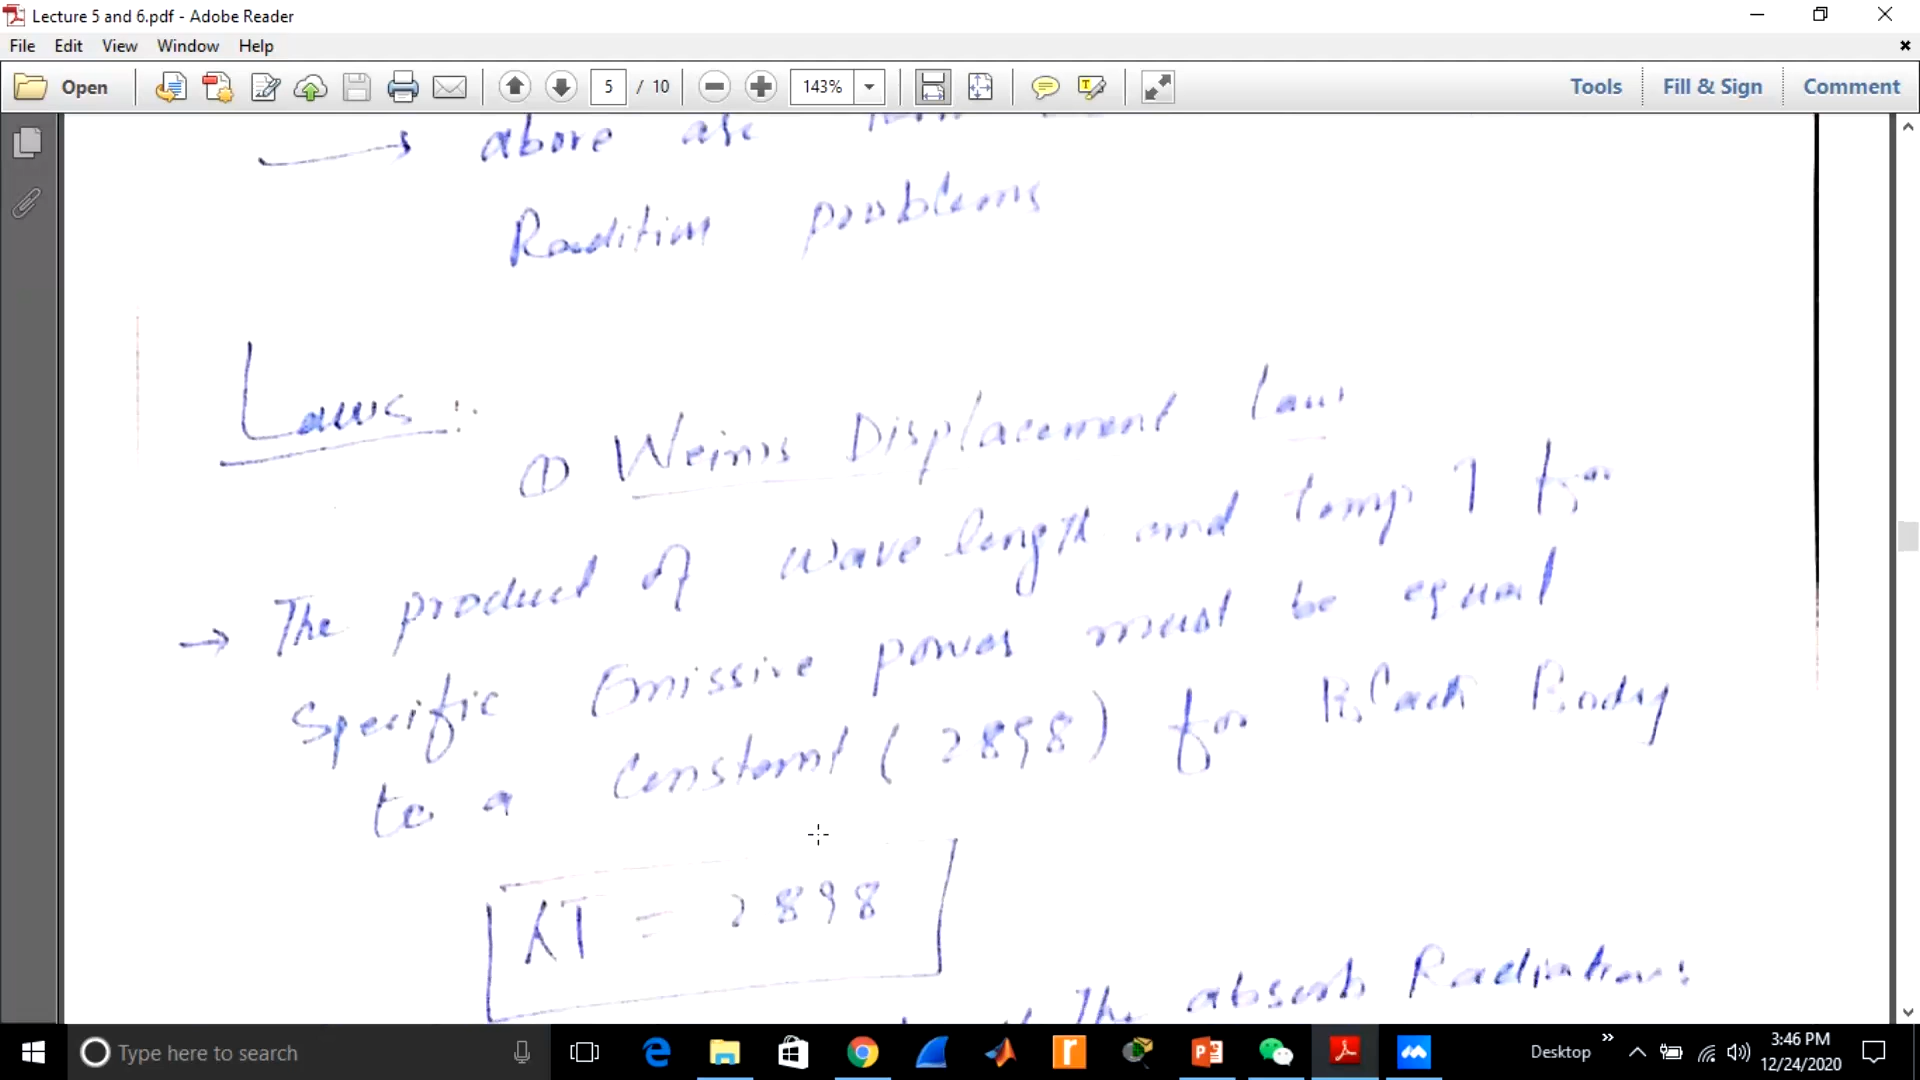 Lecture 5 and 6.pdf - Adobe Reader
File Edit View Window Help
Open 5 / 10 143% Tools Fill & Sign Comment
above are
Radition problems
Laws :
① Weins Displacement law
→ The product of wave length and temp T for
specific Emissive power must be equal
to a constant (2898) for Black Body
λT = 2898
The absorb Radiations
Type here to search
Desktop
3:46 PM
12/24/2020